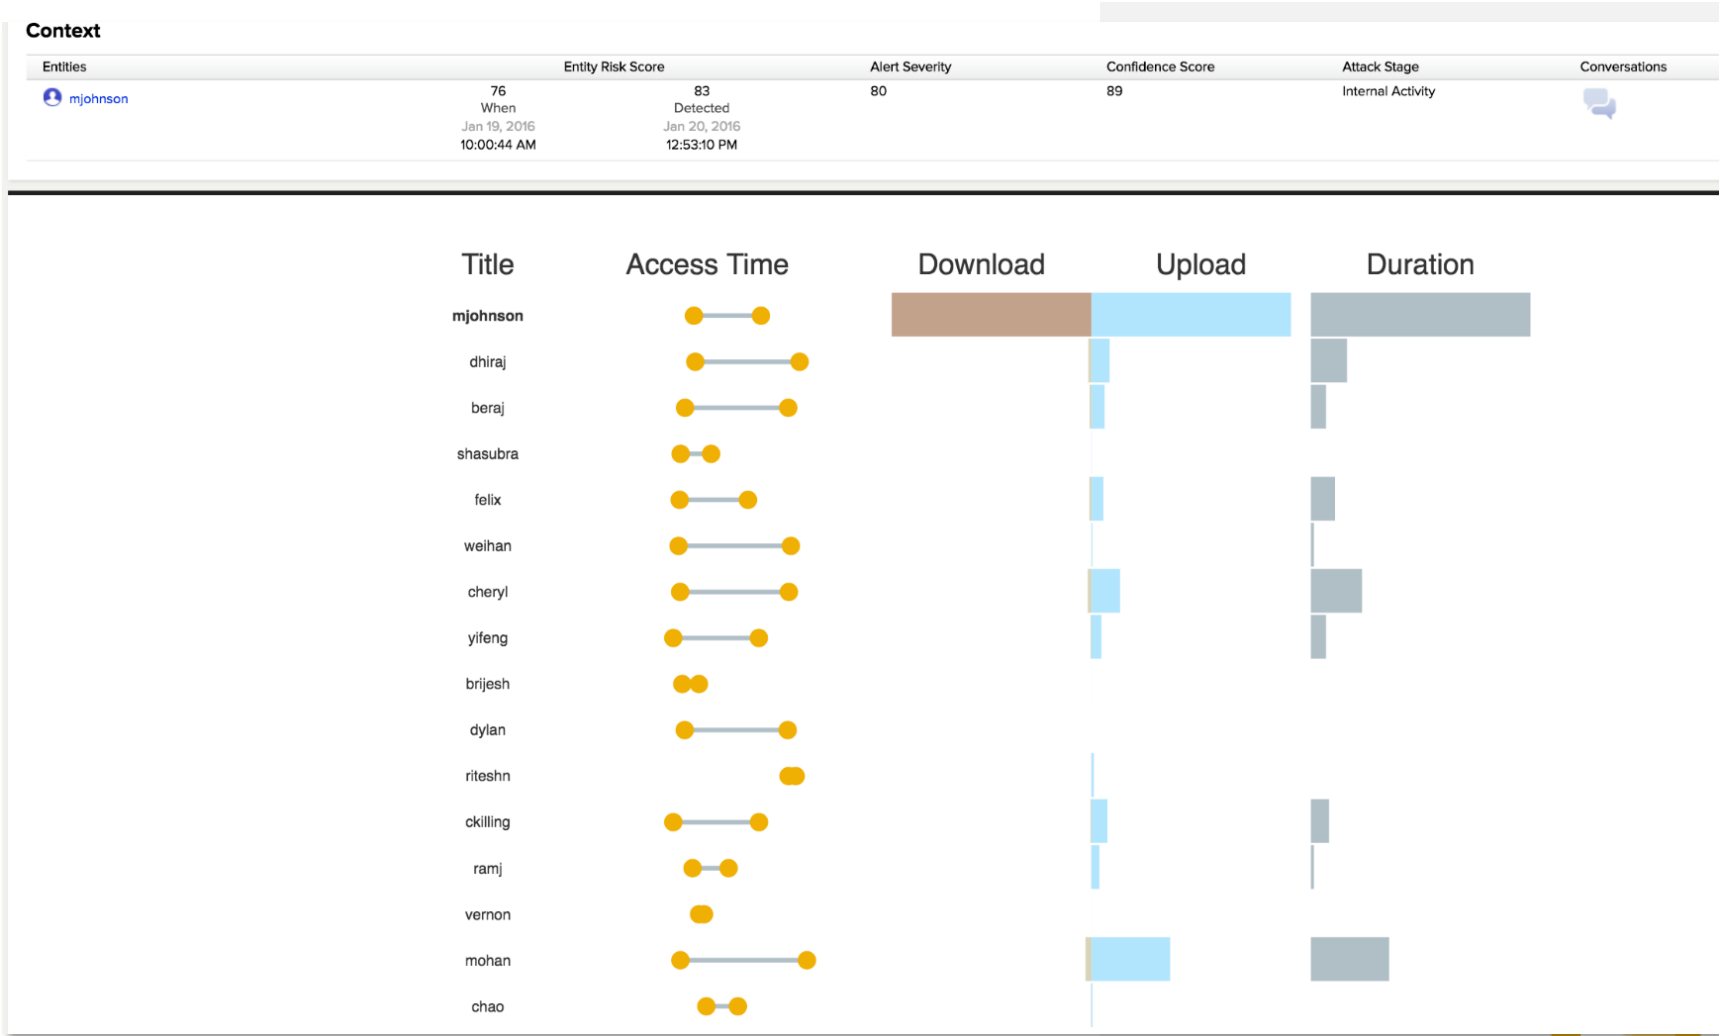 Context
Entities Entity Risk Score Alert Severity Confidence Score Attack Stage Conversations
mjohnson 76 83 80 89 Internal Activity
When Detected
Jan 19, 2016 Jan 20, 2016
10:00:44 AM 12:53:10 PM
Title Access Time Download Upload Duration
mjohnson
dhiraj
beraj
shasubra
felix
weihan
cheryl
yifeng
brijesh
dylan
riteshn
ckilling
ramj
vernon
mohan
chao